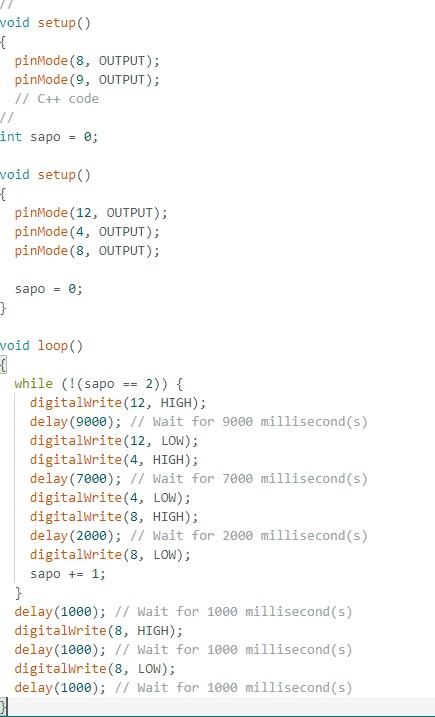 //
void setup()
{
  pinMode(8, OUTPUT);
  pinMode(9, OUTPUT);
  // C++ code
//
int sapo = 0;

void setup()
{
  pinMode(12, OUTPUT);
  pinMode(4, OUTPUT);
  pinMode(8, OUTPUT);

  sapo = 0;
}

void loop()
{
  while (!(sapo == 2)) {
    digitalWrite(12, HIGH);
    delay(9000); // Wait for 9000 millisecond(s)
    digitalWrite(12, LOW);
    digitalWrite(4, HIGH);
    delay(7000); // Wait for 7000 millisecond(s)
    digitalWrite(4, LOW);
    digitalWrite(8, HIGH);
    delay(2000); // Wait for 2000 millisecond(s)
    digitalWrite(8, LOW);
    sapo += 1;
  }
  delay(1000); // Wait for 1000 millisecond(s)
  digitalWrite(8, HIGH);
  delay(1000); // Wait for 1000 millisecond(s)
  digitalWrite(8, LOW);
  delay(1000); // Wait for 1000 millisecond(s)
}